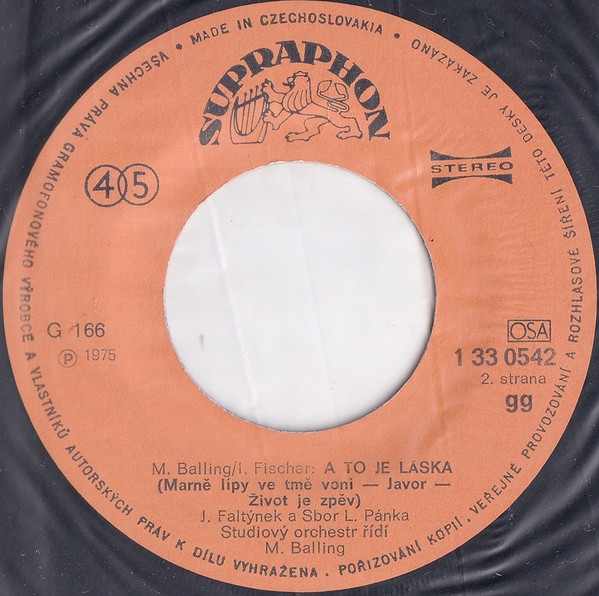 VŠECHNA PRÁVA GRAMOFONOVÉHO VÝROBCE A VLASTNÍKŮ AUTORSKÝCH PRÁV K DÍLU VYHRAŽENA. POŘIZOVÁNÍ KOPIÍ, VEŘEJNÉ PROVOZOVÁNÍ A ROZHLASOVÉ ŠÍŘENÍ TÉTO DESKY JE ZAKÁZÁNO
• MADE IN CZECHOSLOVAKIA •
SUPRAPHON
45
STEREO
G 166
℗ 1975
OSA
1 33 0542
2. strana
gg
M. Balling/I. Fischer: A TO JE LÁSKA
(Marně lípy ve tmě voní — Javor —
Život je zpěv)
J. Faltýnek a Sbor L. Pánka
Studiový orchestr řídí
M. Balling